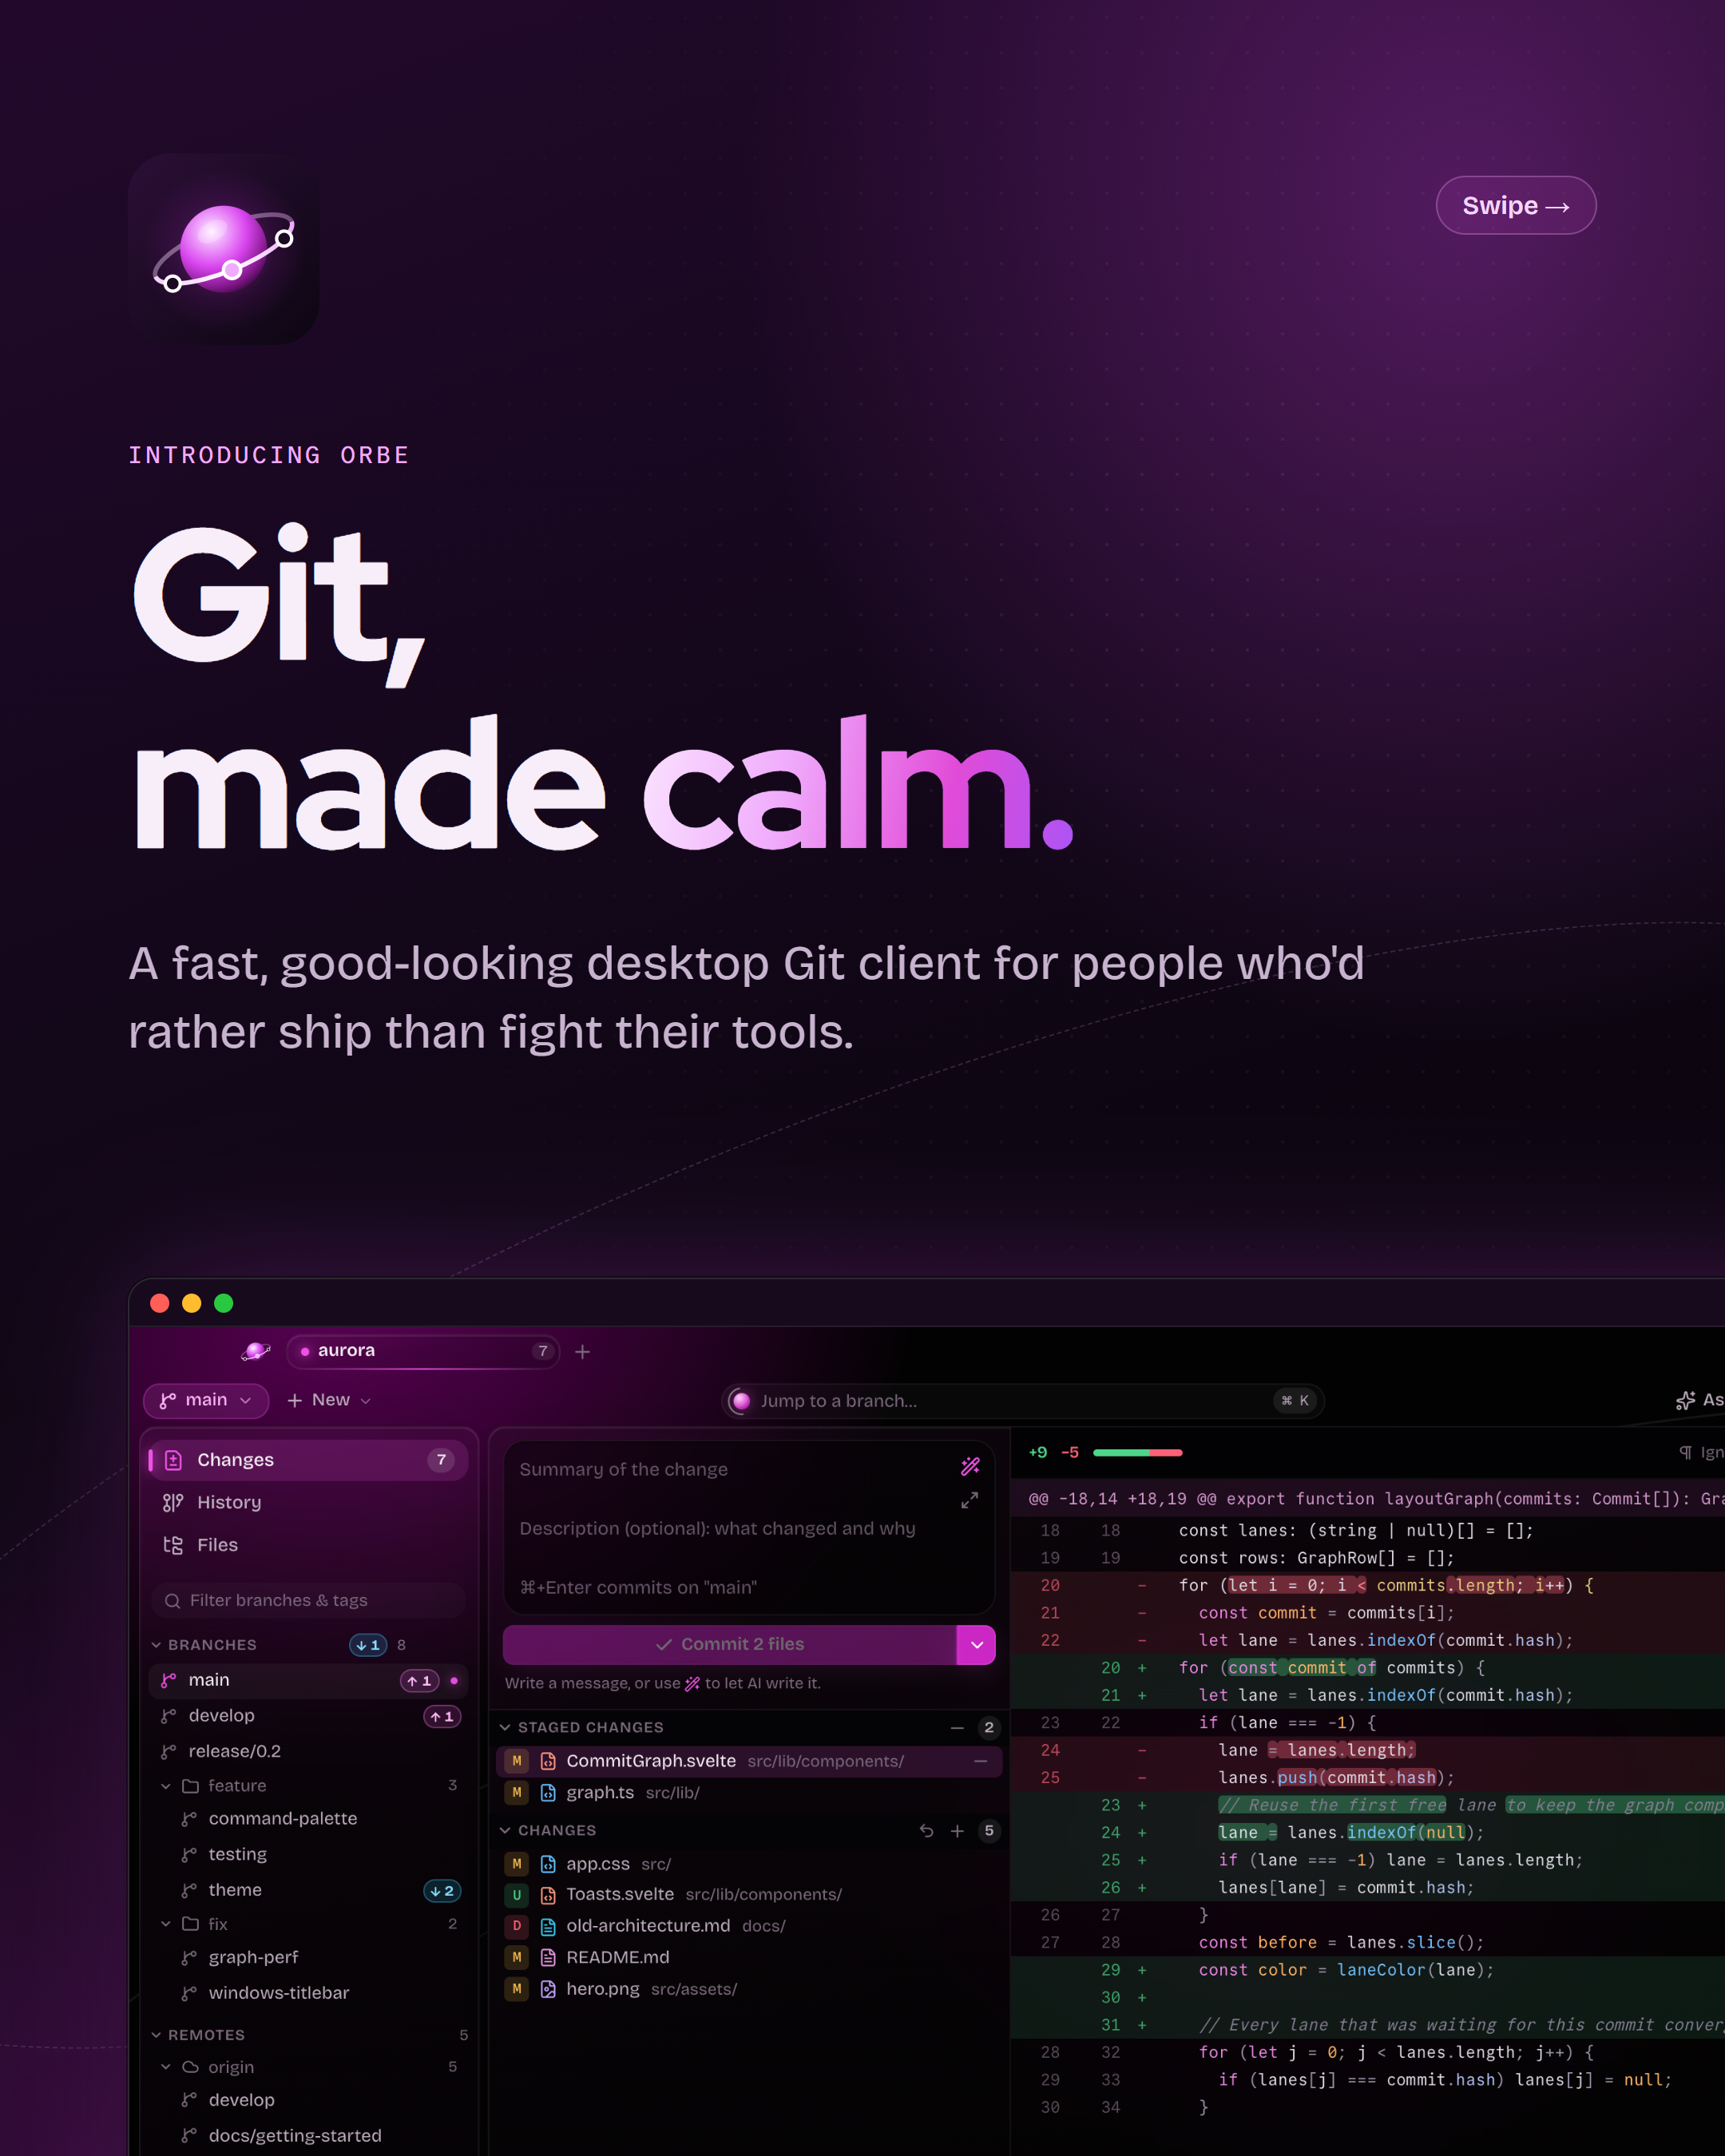 Swipe →
INTRODUCING ORBE
Git,
made calm.
A fast, good-looking desktop Git client for people who'd
rather ship than fight their tools.
aurora 7
main
New
Jump to a branch...
⌘ K
Changes 7
History
Files
Filter branches & tags
BRANCHES ↓1 8
main ↑1
develop ↑1
release/0.2
feature 3
command-palette
testing
theme ↓2
fix 2
graph-perf
windows-titlebar
REMOTES 5
origin 5
develop
docs/getting-started
Summary of the change
Description (optional): what changed and why
⌘+Enter commits on "main"
Commit 2 files
Write a message, or use to let AI write it.
STAGED CHANGES 2
M CommitGraph.svelte src/lib/components/
M graph.ts src/lib/
CHANGES 5
M app.css src/
U Toasts.svelte src/lib/components/
D old-architecture.md docs/
M README.md
M hero.png src/assets/
+9 -5
@@ -18,14 +18,19 @@ export function layoutGraph(commits: Commit[]):
18 18 const lanes: (string | null)[] = [];
19 19 const rows: GraphRow[] = [];
20 - for (let i = 0; i < commits.length; i++) {
21 - const commit = commits[i];
22 - let lane = lanes.indexOf(commit.hash);
20 + for (const commit of commits) {
21 + let lane = lanes.indexOf(commit.hash);
23 22 if (lane === -1) {
24 - lane = lanes.length;
25 - lanes.push(commit.hash);
23 + // Reuse the first free lane to keep the graph
24 + lane = lanes.indexOf(null);
25 + if (lane === -1) lane = lanes.length;
26 + lanes[lane] = commit.hash;
26 27 }
27 28 const before = lanes.slice();
29 + const color = laneColor(lane);
30 +
31 + // Every lane that was waiting for this commit
28 32 for (let j = 0; j < lanes.length; j++) {
29 33 if (lanes[j] === commit.hash) lanes[j] = null;
30 34 }